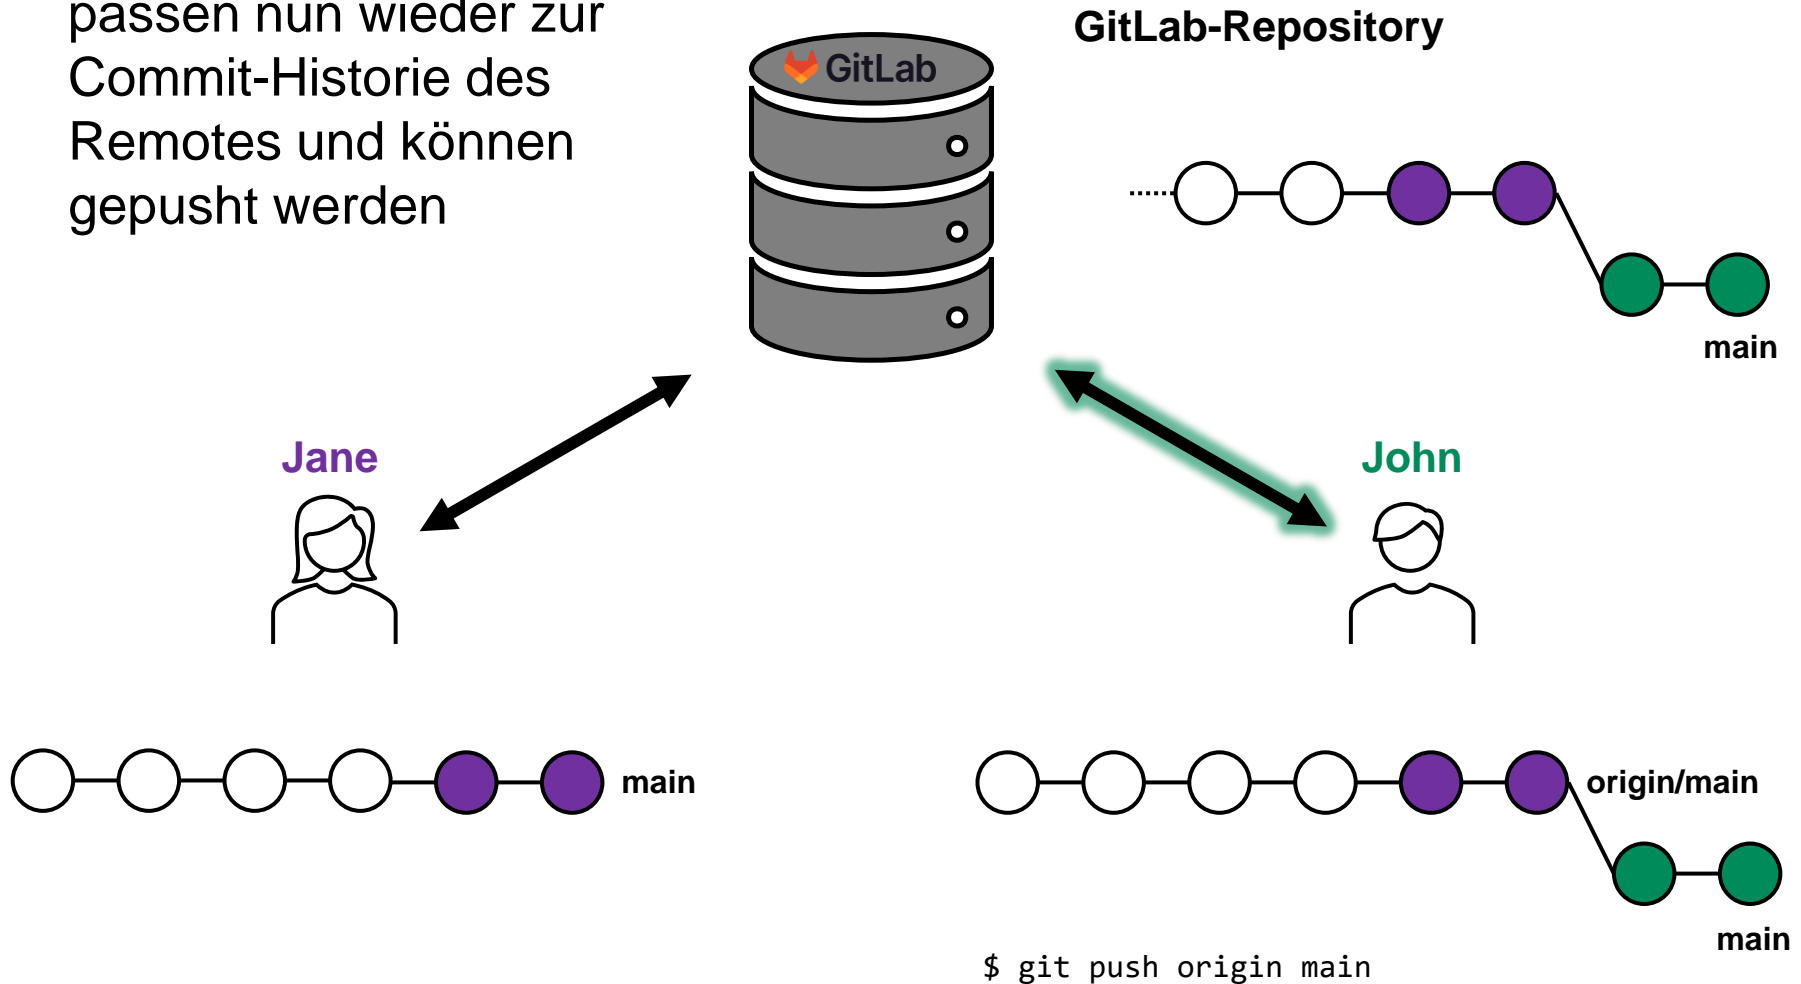 passen nun wieder zur
Commit-Historie des
Remotes und können
gepusht werden
GitLab-Repository
GitLab
main
Jane
John
main
origin/main
main
$ git push origin main